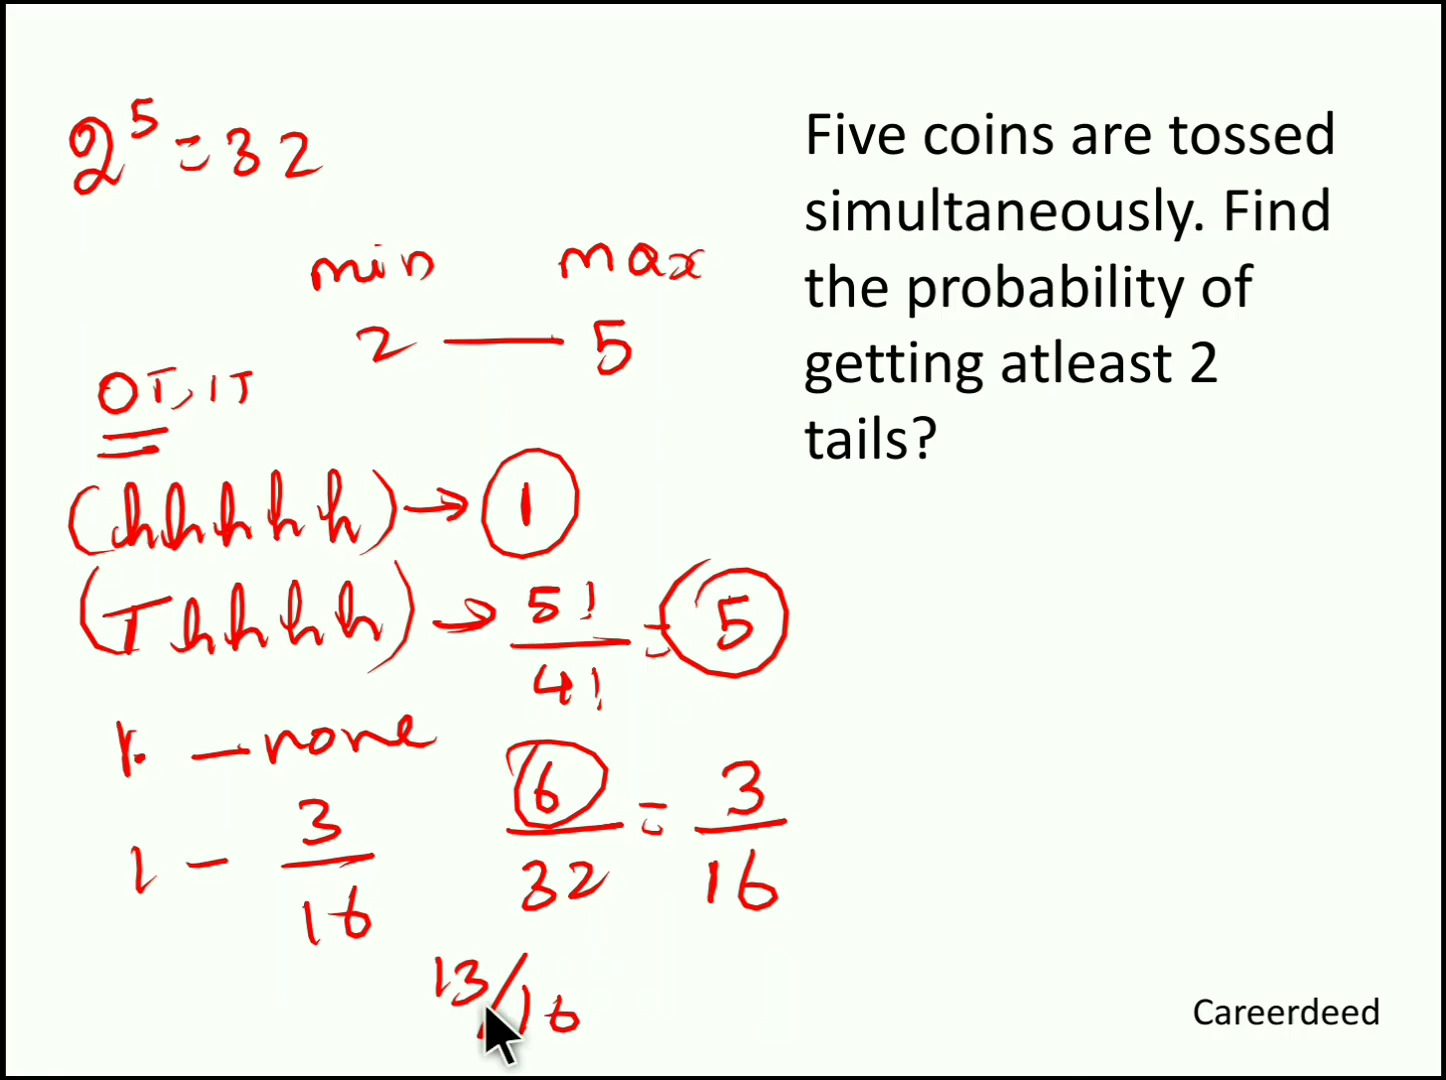 2⁵ = 32
min max
2 — 5
0T, 1T
(hhhhh) → 1
(Thhhh) → 5!/4! = 5
1 - none
6/32 = 3/16
1 - 3/16
13/16
Five coins are tossed
simultaneously. Find
the probability of
getting atleast 2
tails?
Careerdeed